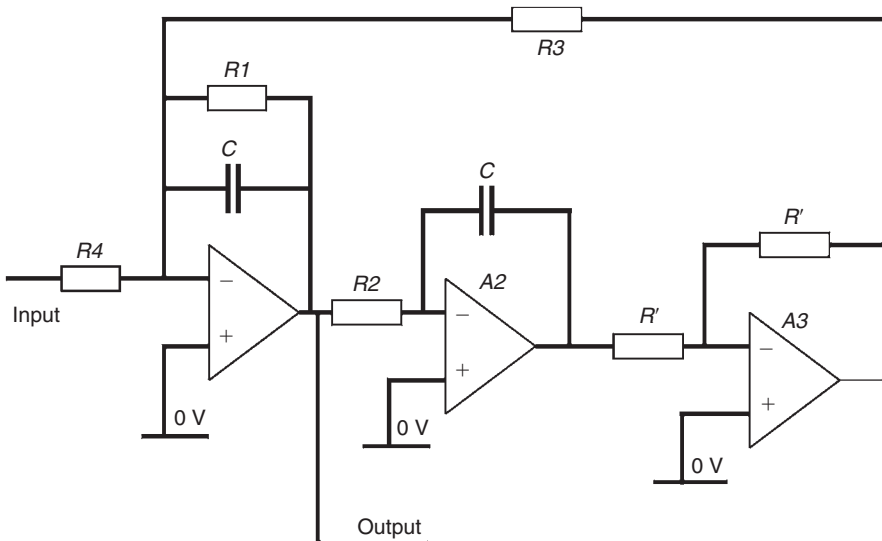 R3
R1
C
C
R4
R2
A2
R'
R'
A3
Input
−
+
−
+
−
+
0 V
0 V
0 V
Output